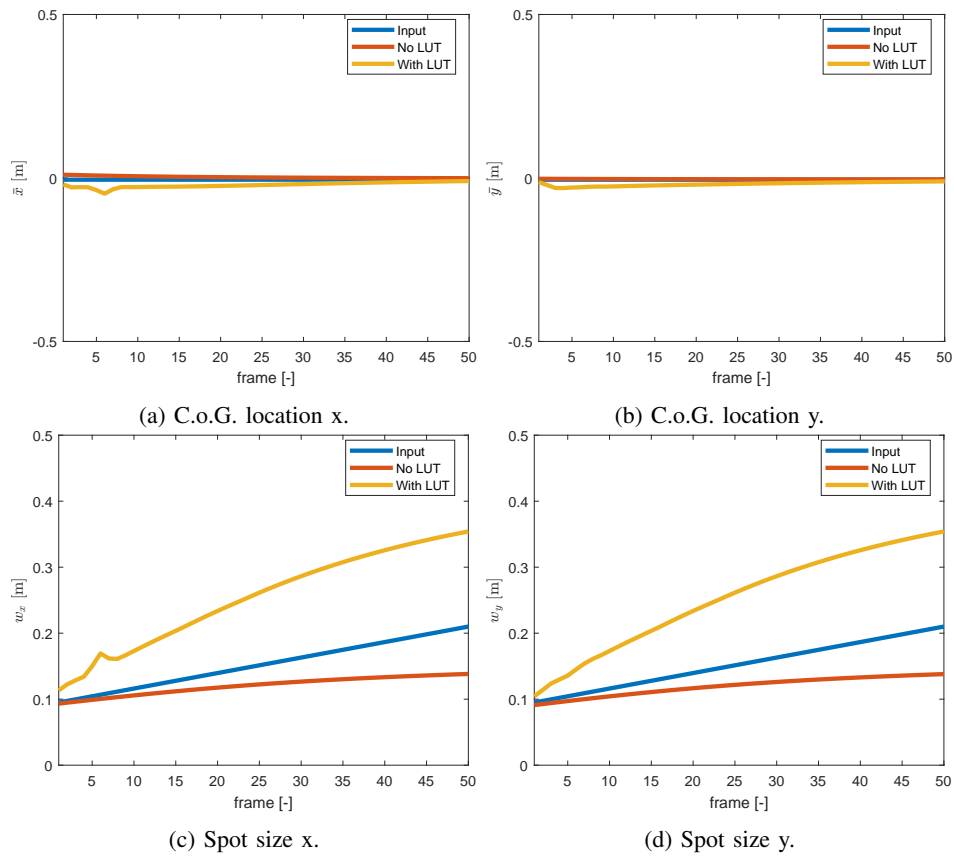 0.5
0
-0.5
x̄ [m]
5 10 15 20 25 30 35 40 45 50
frame [-]
Input
No LUT
With LUT
(a) C.o.G. location x.
0.5
0
-0.5
ȳ [m]
5 10 15 20 25 30 35 40 45 50
frame [-]
Input
No LUT
With LUT
(b) C.o.G. location y.
0.5
0.4
0.3
0.2
0.1
0
w_x [m]
5 10 15 20 25 30 35 40 45 50
frame [-]
Input
No LUT
With LUT
(c) Spot size x.
0.5
0.4
0.3
0.2
0.1
0
w_y [m]
5 10 15 20 25 30 35 40 45 50
frame [-]
Input
No LUT
With LUT
(d) Spot size y.